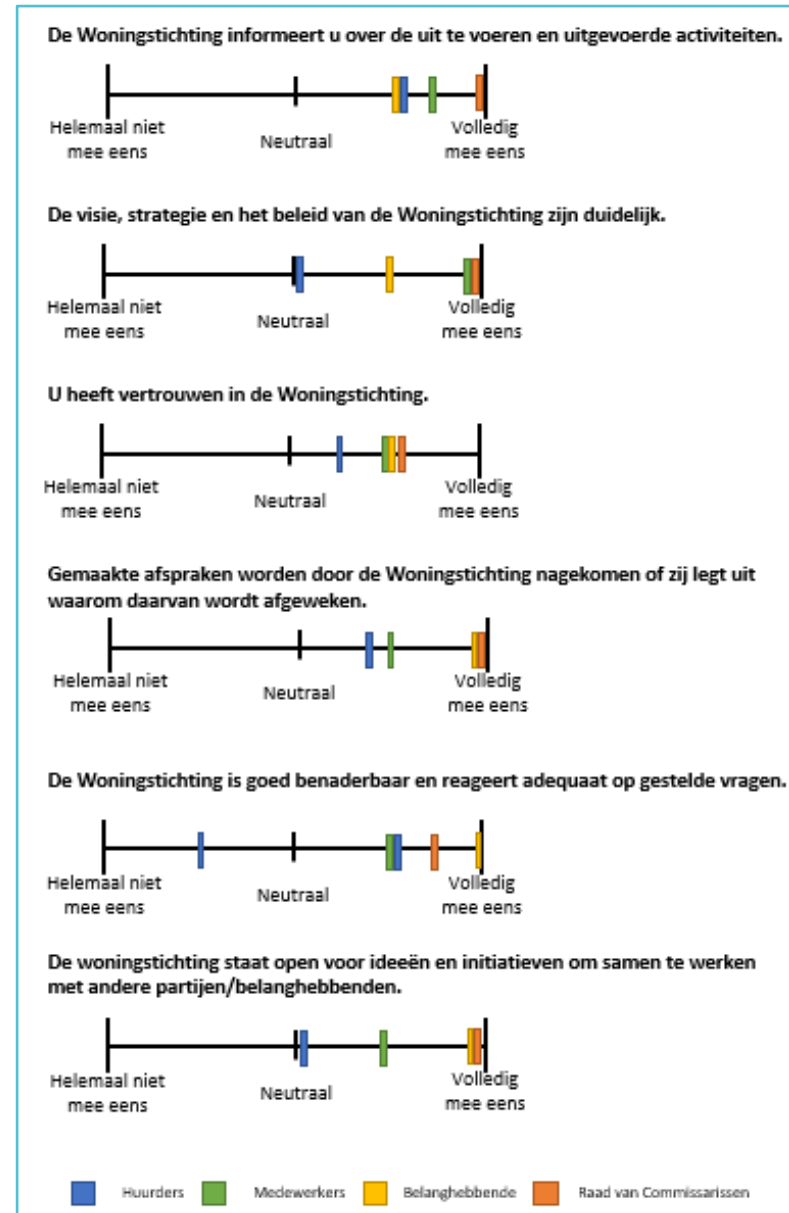 De Woningstichting informeert u over de uit te voeren en uitgevoerde activiteiten.
Helemaal niet
mee eens
Neutraal
Volledig
mee eens
De visie, strategie en het beleid van de Woningstichting zijn duidelijk.
Helemaal niet
mee eens
Neutraal
Volledig
mee eens
U heeft vertrouwen in de Woningstichting.
Helemaal niet
mee eens
Neutraal
Volledig
mee eens
Gemaakte afspraken worden door de Woningstichting nagekomen of zij legt uit
waarom daarvan wordt afgeweken.
Helemaal niet
mee eens
Neutraal
Volledig
mee eens
De Woningstichting is goed benaderbaar en reageert adequaat op gestelde vragen.
Helemaal niet
mee eens
Neutraal
Volledig
mee eens
De woningstichting staat open voor ideeën en initiatieven om samen te werken
met andere partijen/belanghebbenden.
Helemaal niet
mee eens
Neutraal
Volledig
mee eens
Huurders Medewerkers Belanghebbende Raad van Commissarissen